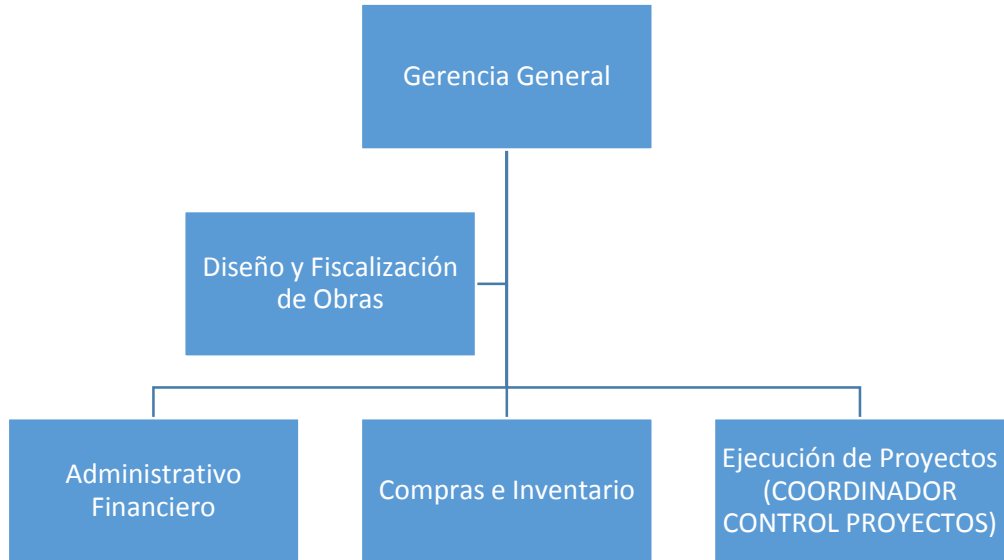 Gerencia General
Diseño y Fiscalización
de Obras
Administrativo
Financiero
Compras e Inventario
Ejecución de Proyectos
(COORDINADOR
CONTROL PROYECTOS)